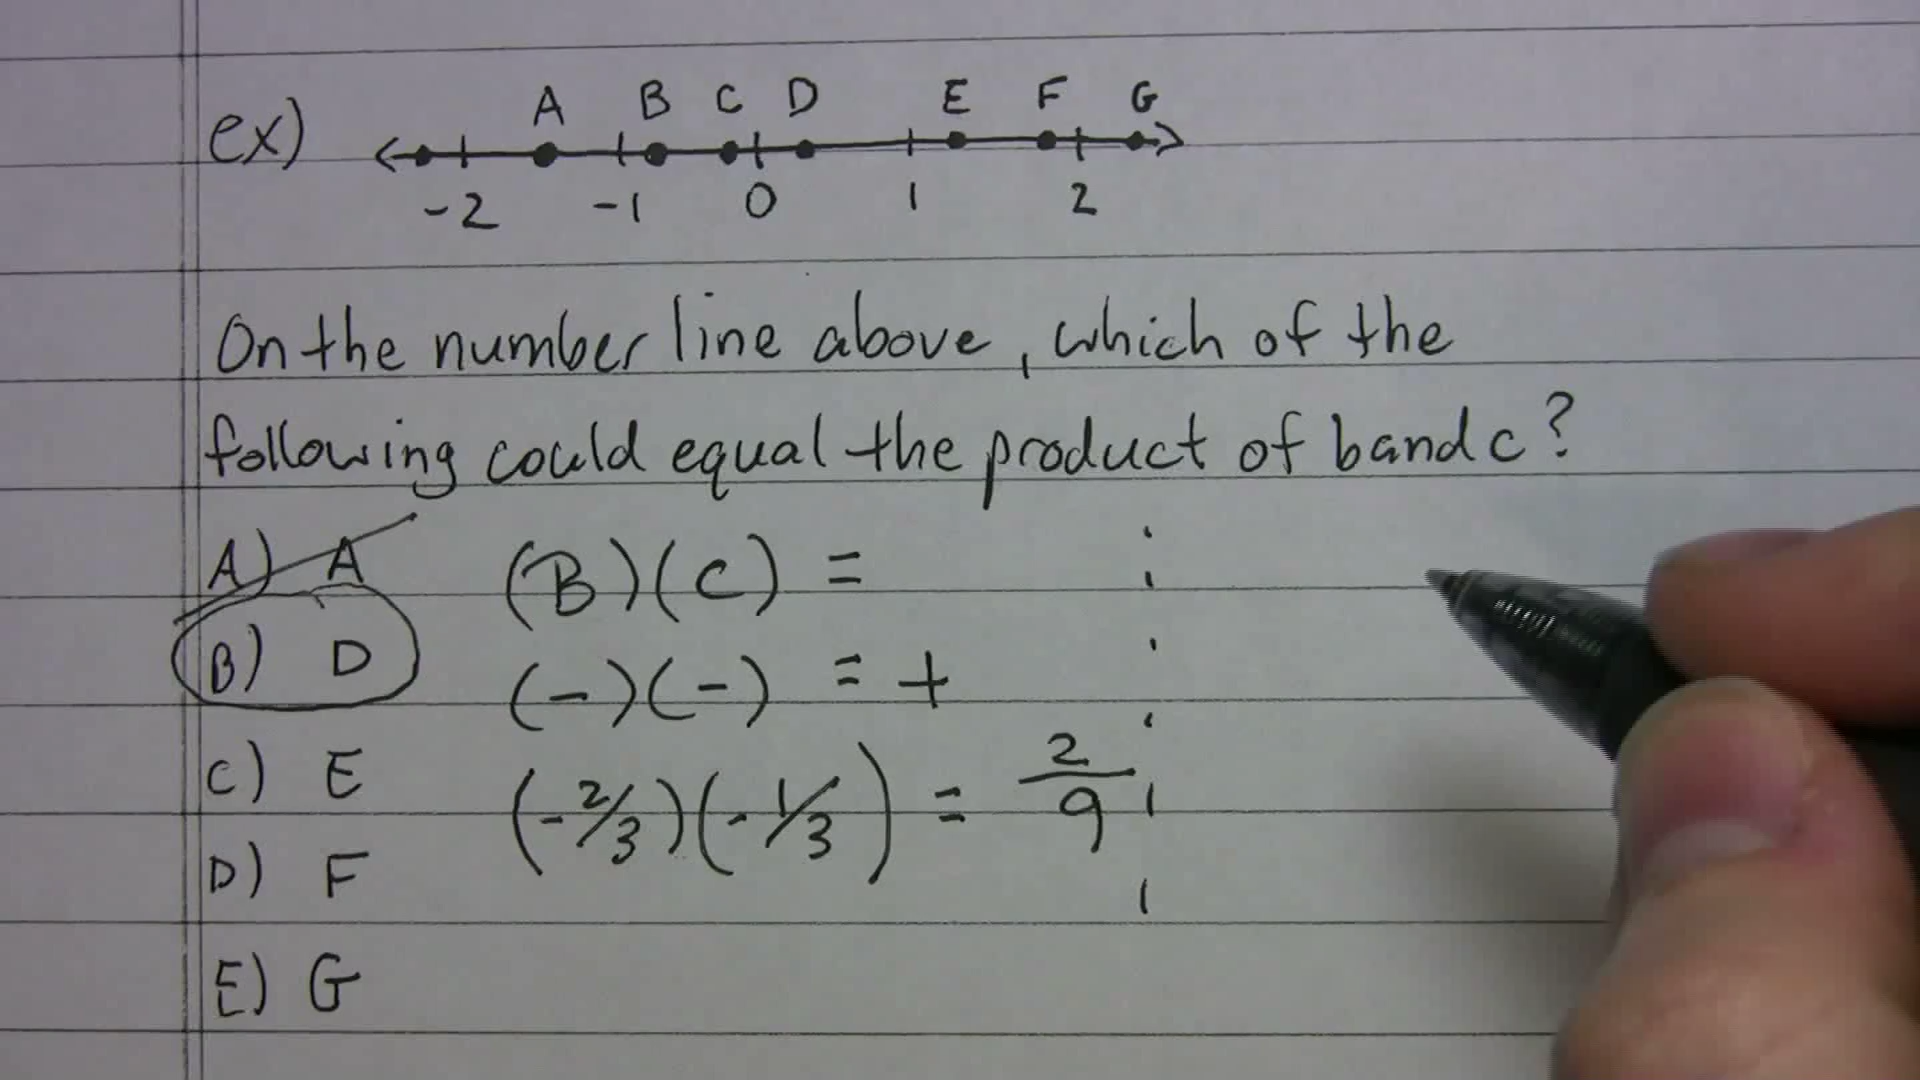 ex)
A B C D E F G
-2 -1 0 1 2
On the number line above, which of the
following could equal the product of b and c?
A) A (B)(C) =
B) D (-)(-) = +
C) E (-2/3)(-1/3) = 2/9
D) F
E) G